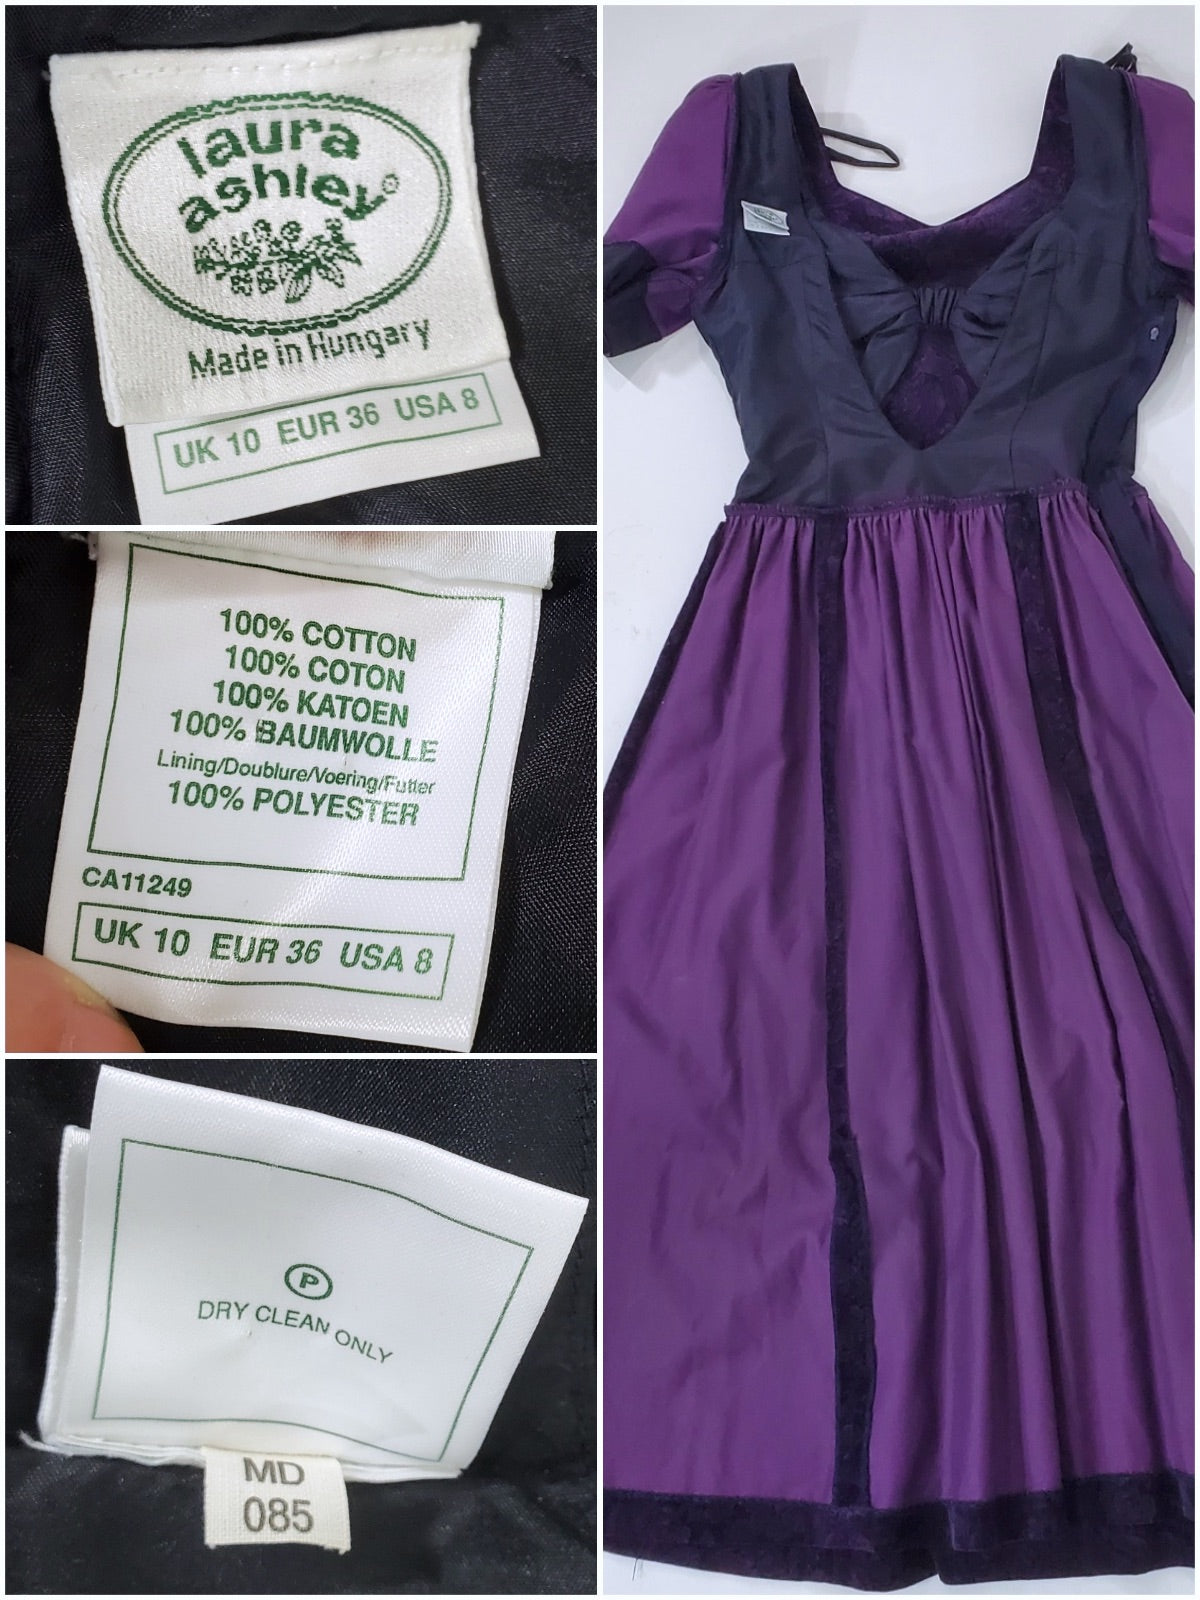 laura
ashley®
Made in Hungary
UK 10 EUR 36 USA 8
100% COTTON
100% COTON
100% KATOEN
100% BAUMWOLLE
Lining/Doublure/Voering/Futter
100% POLYESTER
CA11249
UK 10 EUR 36 USA 8
P
DRY CLEAN ONLY
MD
085